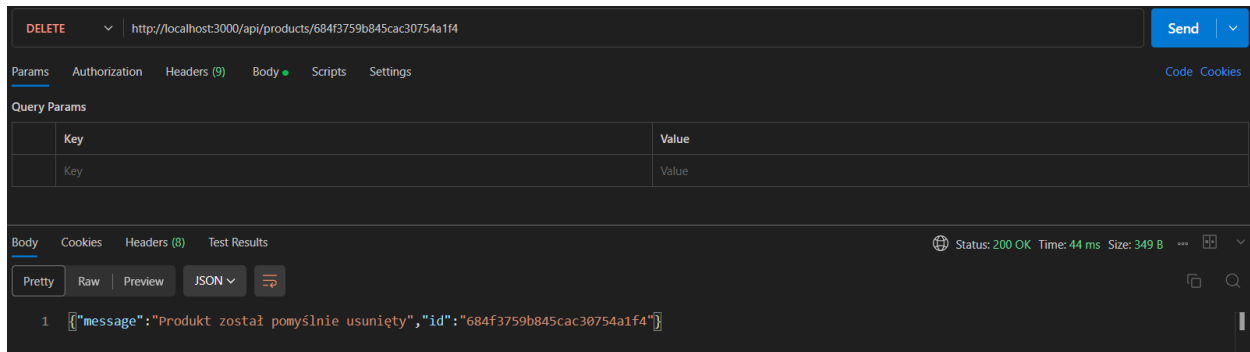 DELETE http://localhost:3000/api/products/684f3759b845cac30754a1f4 Send
Params Authorization Headers (9) Body Scripts Settings Code Cookies
Query Params
Key Value
Key Value
Body Cookies Headers (8) Test Results Status: 200 OK Time: 44 ms Size: 349 B
Pretty Raw Preview JSON
1 {"message":"Produkt został pomyślnie usunięty","id":"684f3759b845cac30754a1f4"}